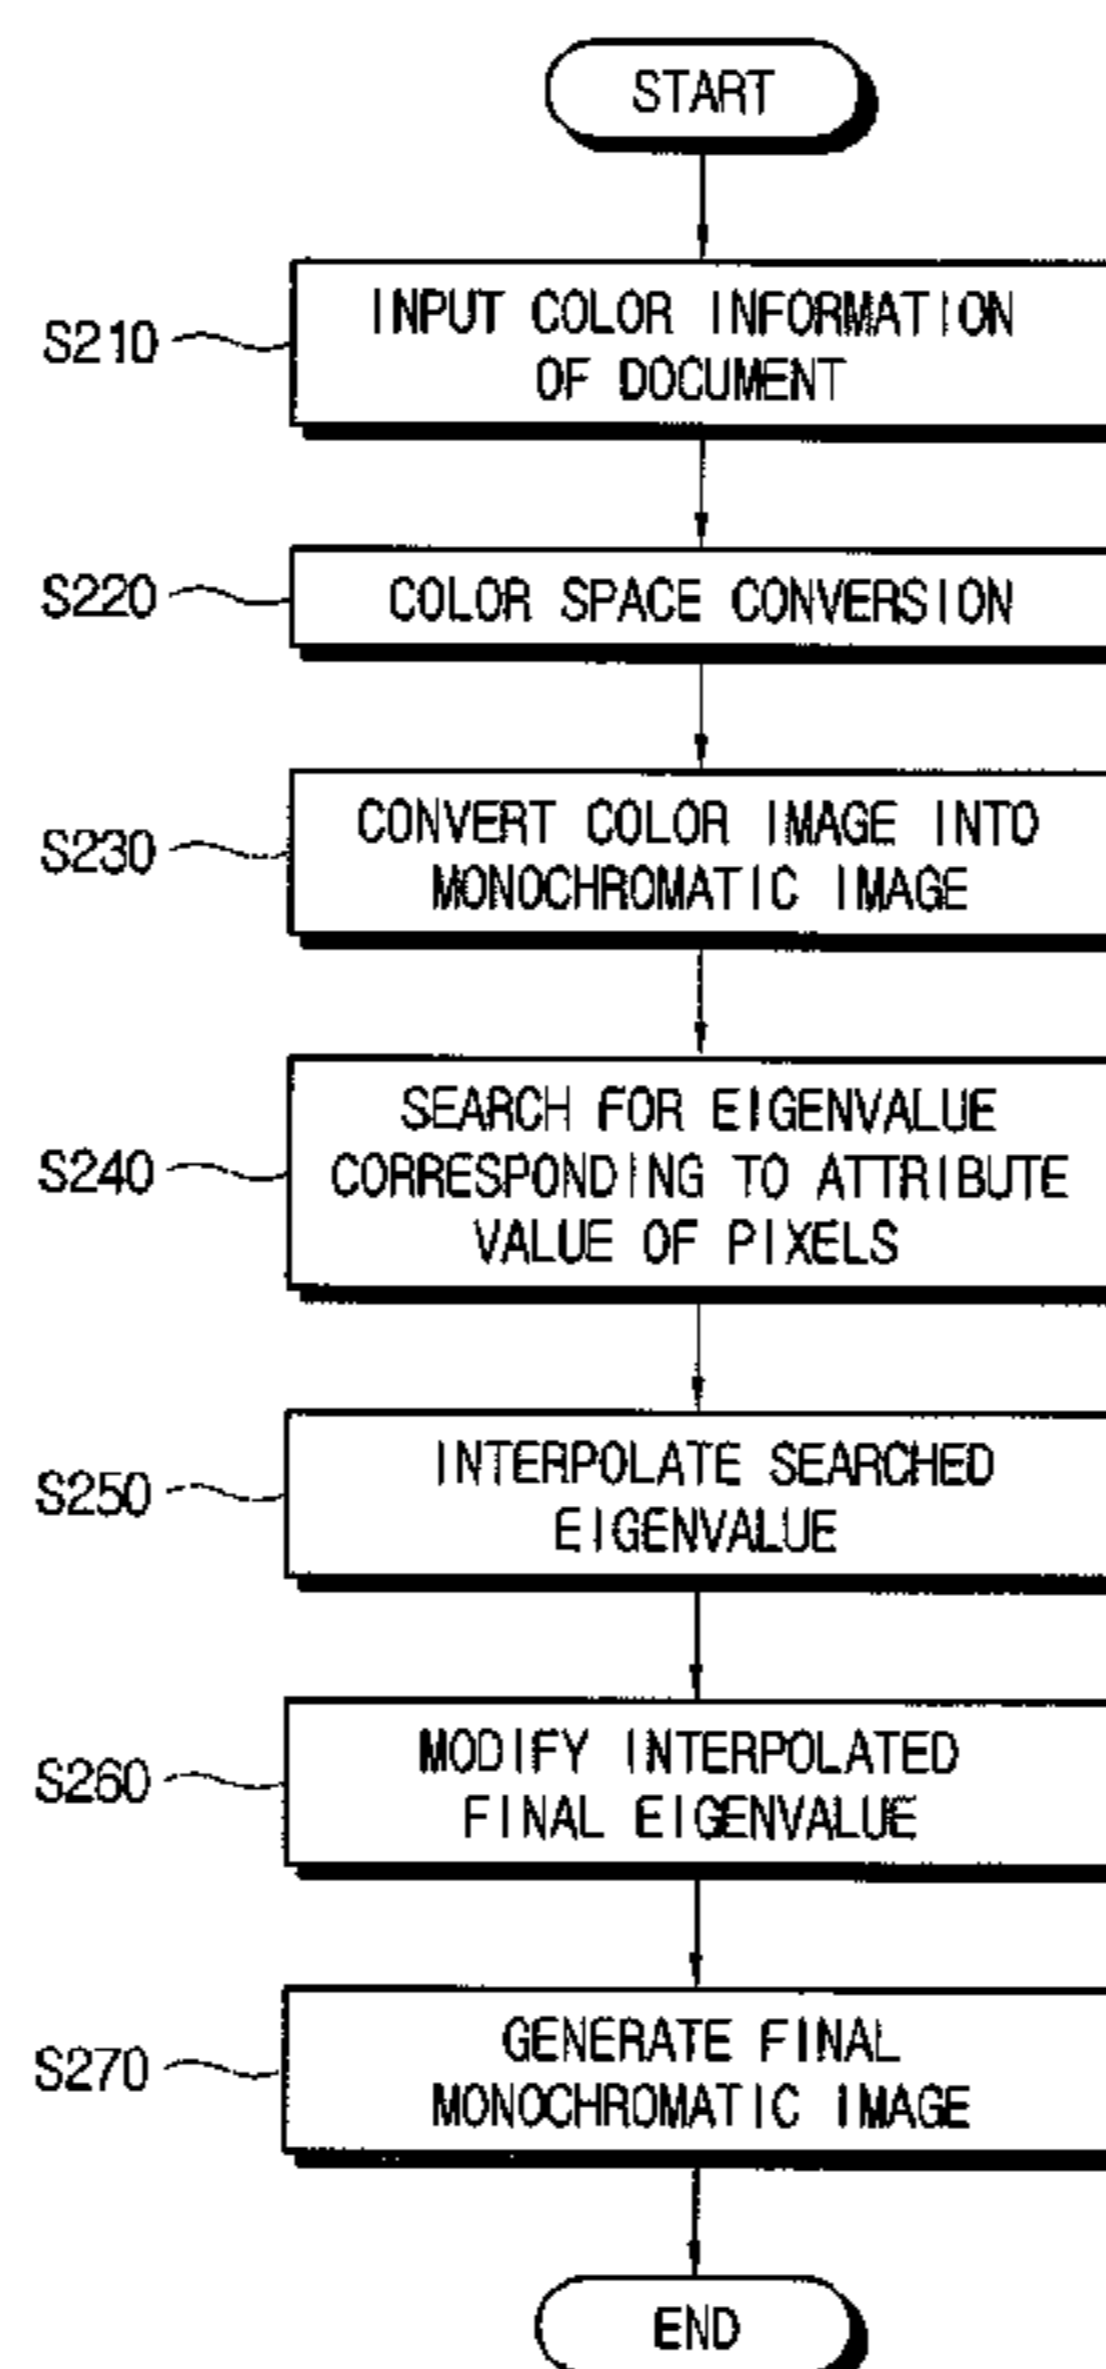 START
S210
INPUT COLOR INFORMATION
OF DOCUMENT
S220
COLOR SPACE CONVERSION
S230
CONVERT COLOR IMAGE INTO
MONOCHROMATIC IMAGE
S240
SEARCH FOR EIGENVALUE
CORRESPONDING TO ATTRIBUTE
VALUE OF PIXELS
S250
INTERPOLATE SEARCHED
EIGENVALUE
S260
MODIFY INTERPOLATED
FINAL EIGENVALUE
S270
GENERATE FINAL
MONOCHROMATIC IMAGE
END